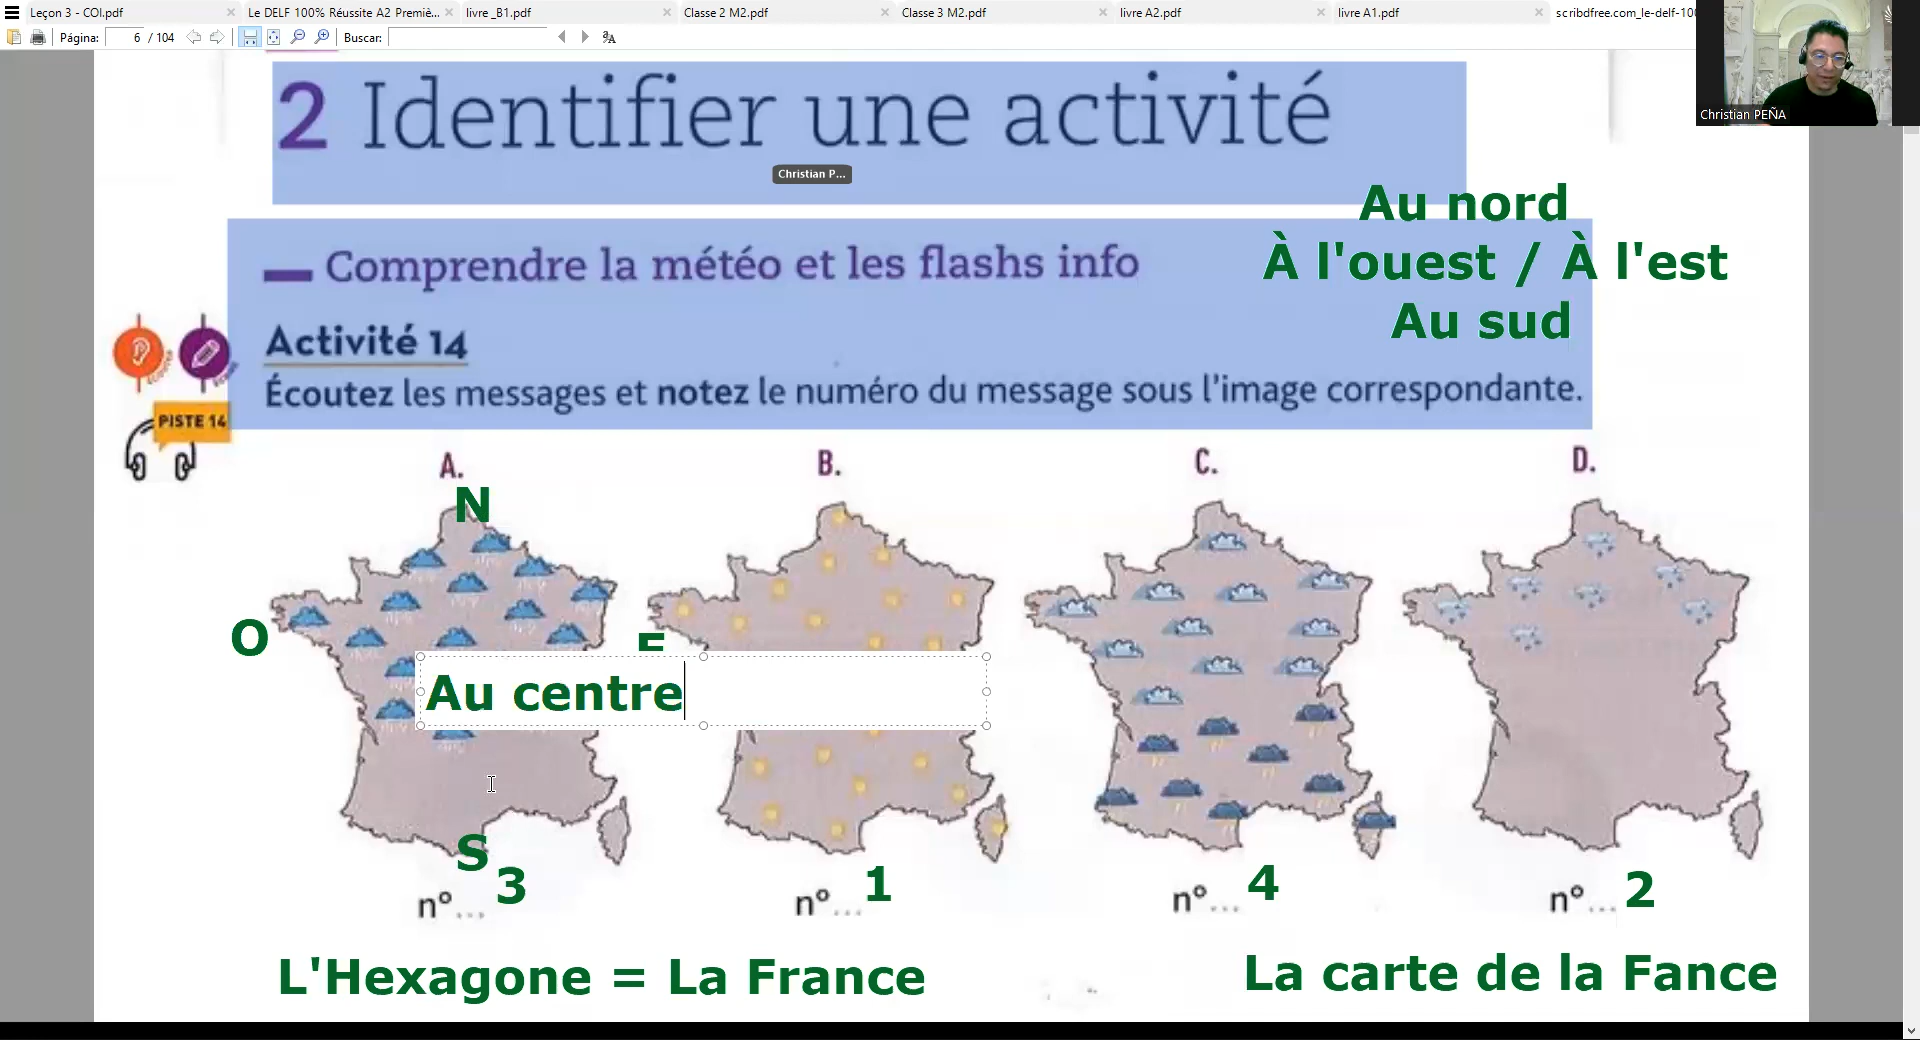 Leçon 3 - COI.pdf × Le DELF 100% Réussite A2 Premiè... × livre _B1.pdf × Classe 2 M2.pdf × Classe 3 M2.pdf × livre A2.pdf × livre A1.pdf × scribdfree.com_le-delf-100
Página: 6 / 104 Buscar:
Christian PEÑA
2 Identifier une activité
Christian P...
Au nord
À l'ouest / À l'est
Au sud
Comprendre la météo et les flashs info
Activité 14
Écoutez les messages et notez le numéro du message sous l'image correspondante.
PISTE 14
A. B. C. D.
N
O E
Au centre
S
n°... 3 n°... 1 n°... 4 n°... 2
L'Hexagone = La France La carte de la Fance